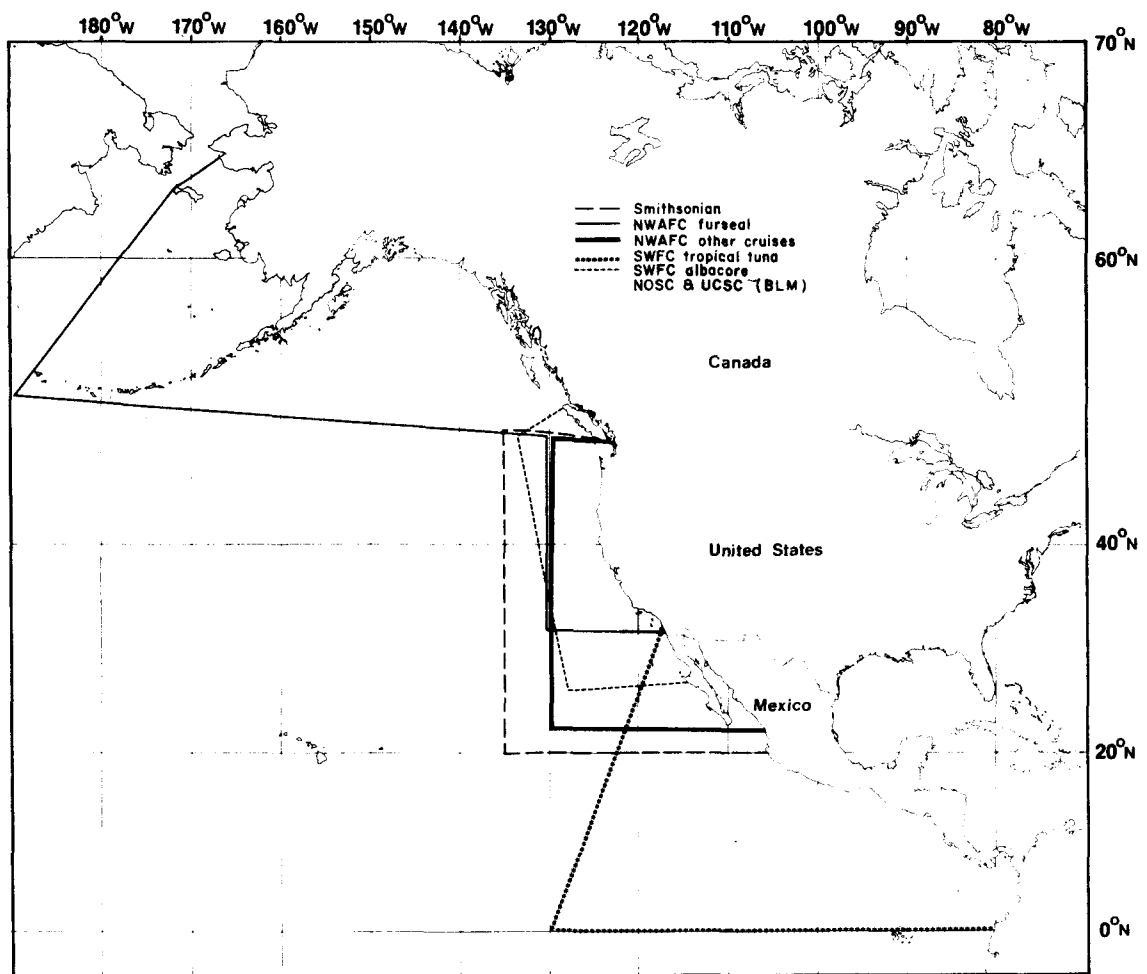 180°W 170°W 160°W 150°W 140°W 130°W 120°W 110°W 100°W 90°W 80°W
70°N
Smithsonian
NWAFC furseal
NWAFC other cruises
SWFC tropical tuna
60°N
SWFC albacore
NOSC & UCSC (BLM)
Canada
United States
40°N
Mexico
20°N
0°N